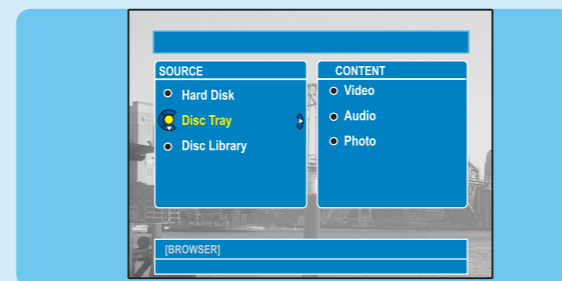 SOURCE
Hard Disk
Disc Tray
Disc Library
CONTENT
Video
Audio
Photo
[BROWSER]